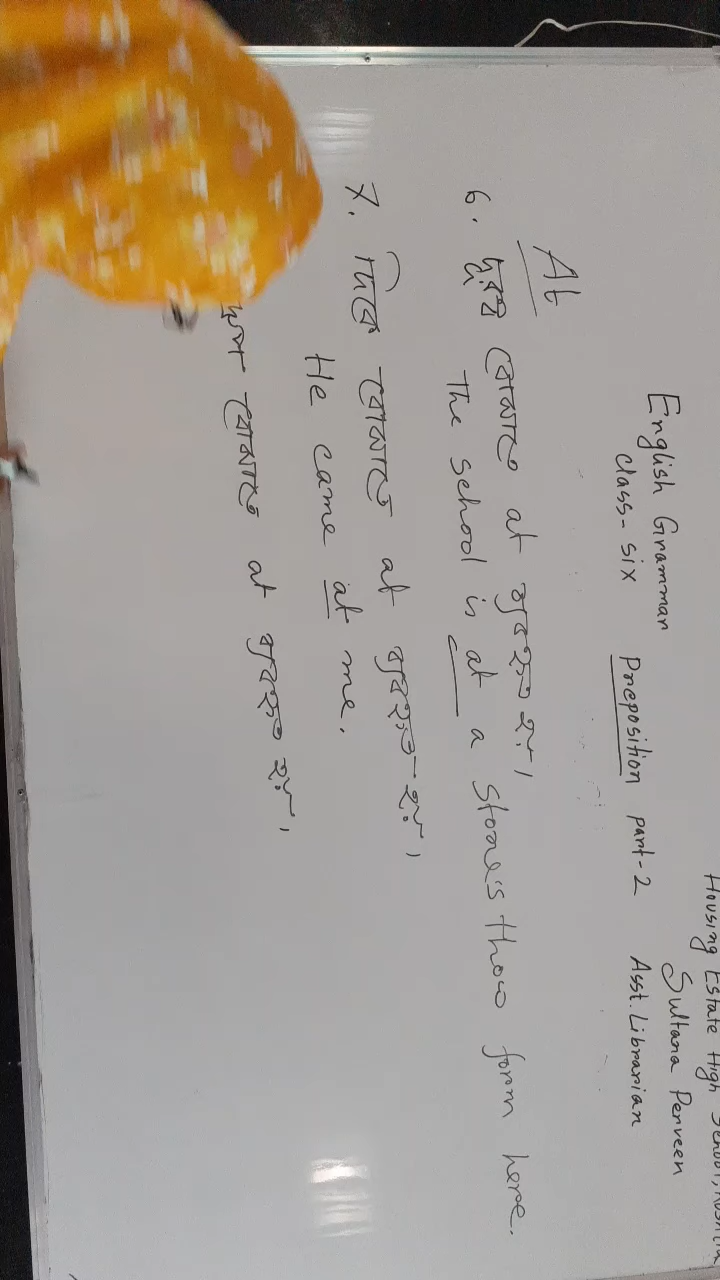 Housing Estate High School,
Sultana Perveen
English Grammar Asst. Librarian
class-six Preposition part-2
At
6. দূরত্ব বোঝাতে at ব্যবহৃত হয়।
The school is at a Stone's thow form here.
7. দিকে বোঝাতে at ব্যবহৃত হয়।
He came at me.
বোঝাতে at ব্যবহৃত হয়।